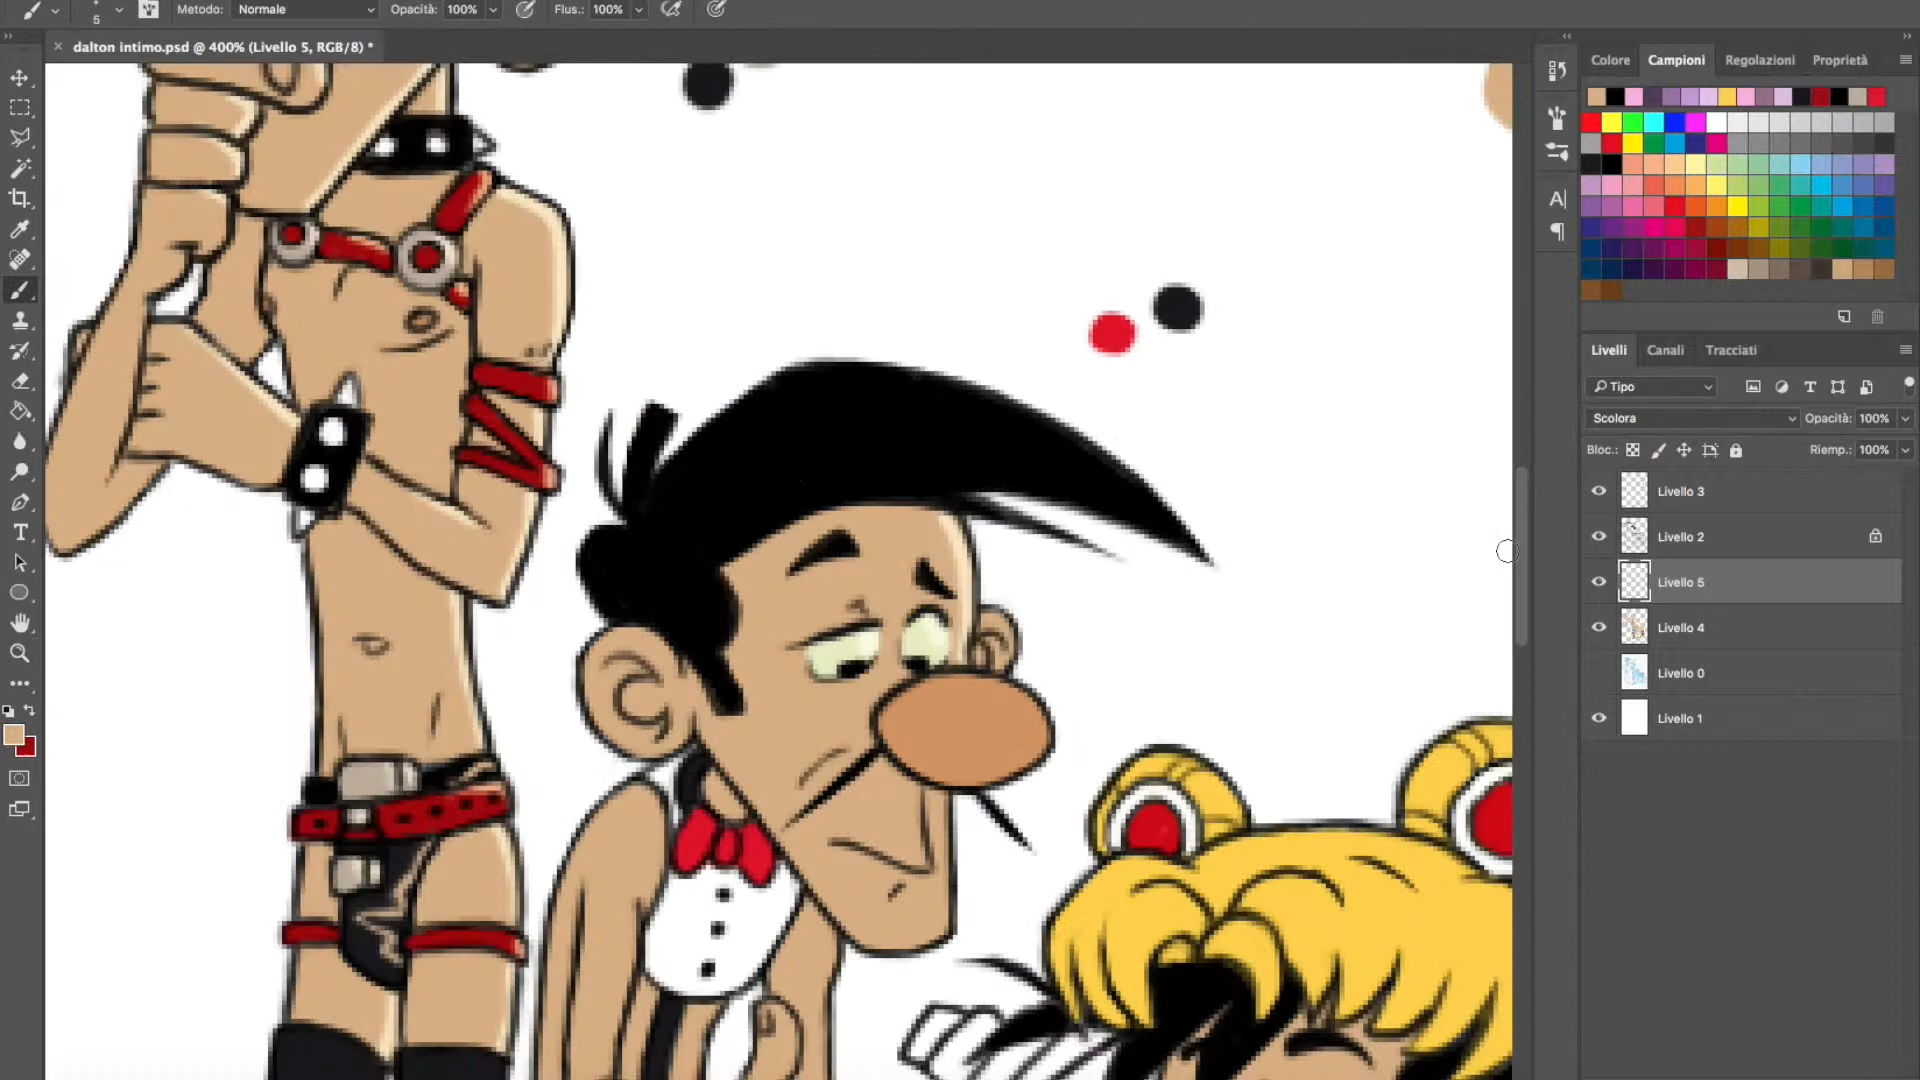 5 Metodo: Normale Opacità: 100% Flus.: 100%
dalton intimo.psd @ 400% (Livello 5, RGB/8) *
Colore Campioni Regolazioni Proprietà
Livelli Canali Tracciati
Tipo
Scolora Opacità: 100%
Bloc.: Riemp.: 100%
Livello 3
Livello 2
Livello 5
Livello 4
Livello 0
Livello 1